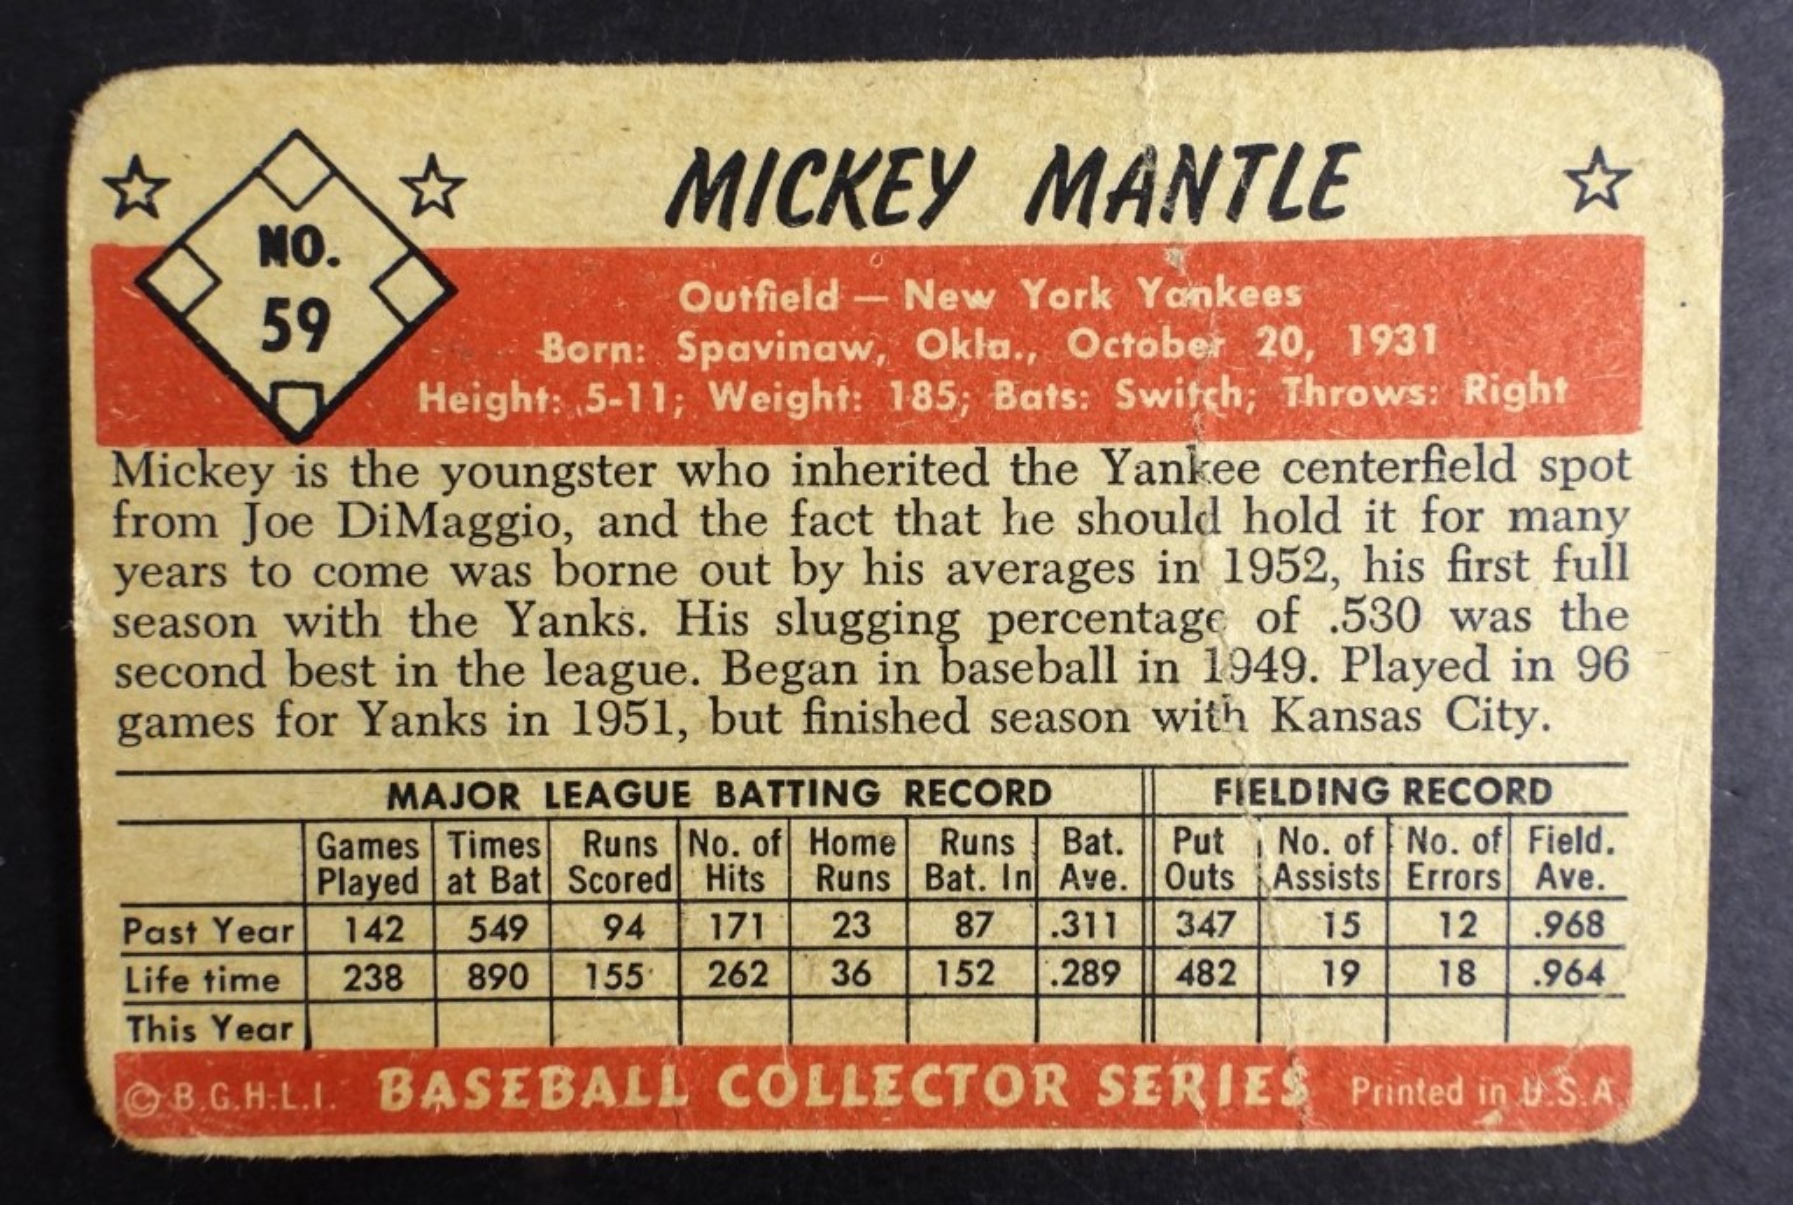 MICKEY MANTLE
NO.
59
Outfield — New York Yankees
Born: Spavinaw, Okla., October 20, 1931
Height: 5-11; Weight: 185; Bats: Switch; Throws: Right
Mickey is the youngster who inherited the Yankee centerfield spot
from Joe DiMaggio, and the fact that he should hold it for many
years to come was borne out by his averages in 1952, his first full
season with the Yanks. His slugging percentage of .530 was the
second best in the league. Began in baseball in 1949. Played in 96
games for Yanks in 1951, but finished season with Kansas City.
MAJOR LEAGUE BATTING RECORD FIELDING RECORD
Games Times Runs No. of Home Runs Bat. Put No. of No. of Field.
Played at Bat Scored Hits Runs Bat. In Ave. Outs Assists Errors Ave.
Past Year 142 549 94 171 23 87 .311 347 15 12 .968
Life time 238 890 155 262 36 152 .289 482 19 18 .964
This Year
© B.G.H.L.I. BASEBALL COLLECTOR SERIES Printed in U.S.A